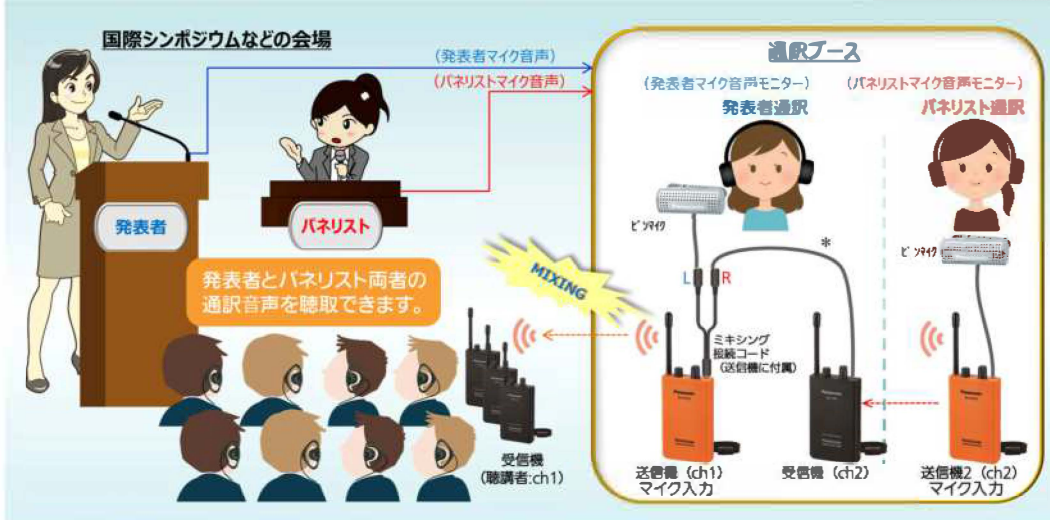 国際シンポジウムなどの会場
(発表者マイク音声)
(パネリストマイク音声)
発表者
パネリスト
発表者とパネリスト両者の
通訳音声を聴取できます。
MIXING
受信機
(聴講者:ch1)
通訳ブース
(発表者マイク音声モニター)
発表者通訳
(パネリストマイク音声モニター)
パネリスト通訳
ピンマイク
ピンマイク
*
L
R
ミキシング
接続コード
(送信機に付属)
送信機 (ch1)
マイク入力
受信機 (ch2)
送信機2 (ch2)
マイク入力
Panasonic
Panasonic
Panasonic